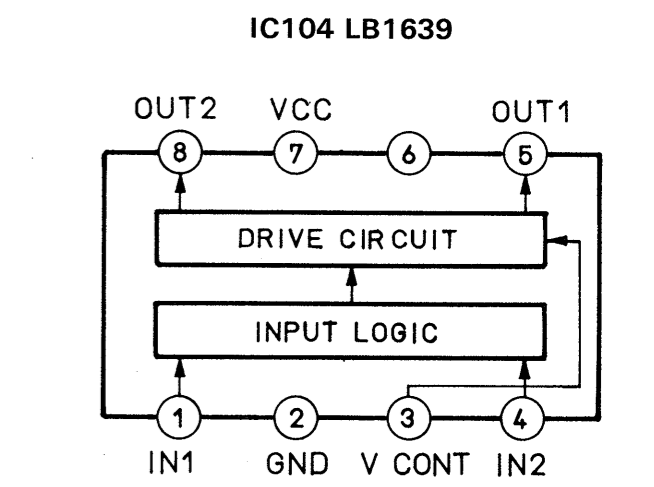 IC104 LB1639
OUT2 VCC OUT1
8 7 6 5
DRIVE CIRCUIT
INPUT LOGIC
1 2 3 4
IN1 GND V CONT IN2